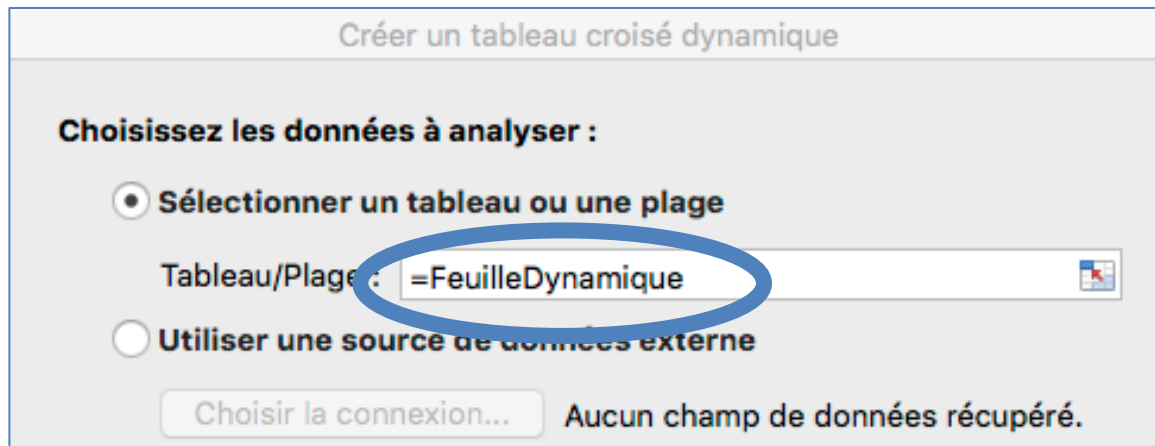 Créer un tableau croisé dynamique
Choisissez les données à analyser :
Sélectionner un tableau ou une plage
Tableau/Plage : =FeuilleDynamique
Utiliser une source de données externe
Choisir la connexion... Aucun champ de données récupéré.